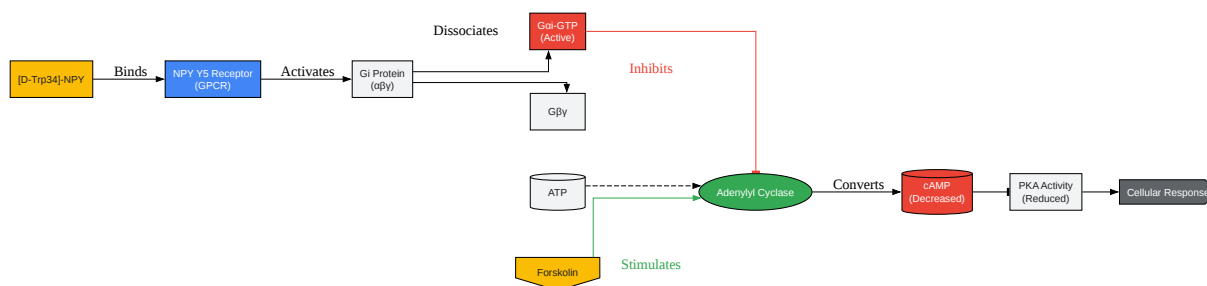 [D-Trp34]-NPY
Binds
NPY Y5 Receptor
(GPCR)
Activates
Gi Protein
(αβγ)
Dissociates
Gαi-GTP
(Active)
Inhibits
Gβγ
ATP
Adenylyl Cyclase
Converts
cAMP
(Decreased)
PKA Activity
(Reduced)
Cellular Response
Forskolin
Stimulates